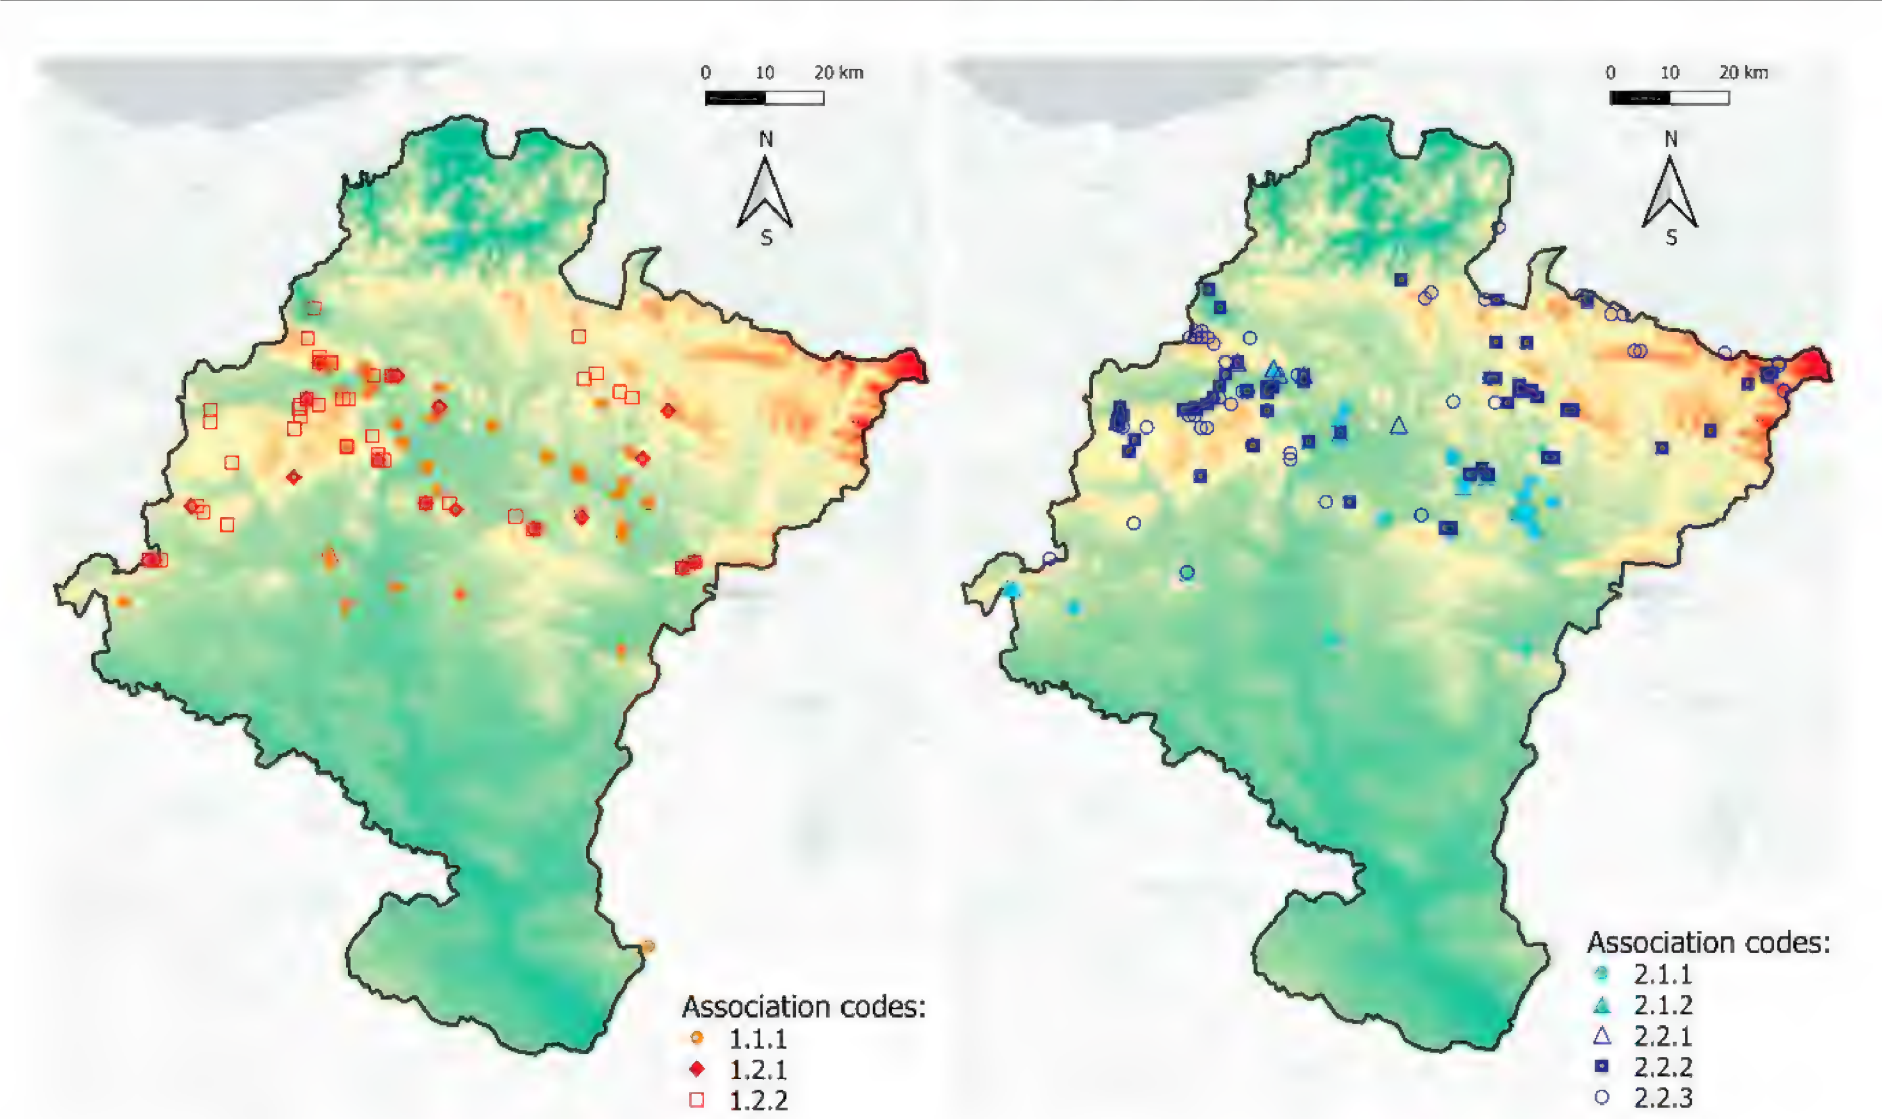 0 10 20 km
N
S
Association codes:
1.1.1
1.2.1
1.2.2
0 10 20 km
N
S
Association codes:
2.1.1
2.1.2
2.2.1
2.2.2
2.2.3